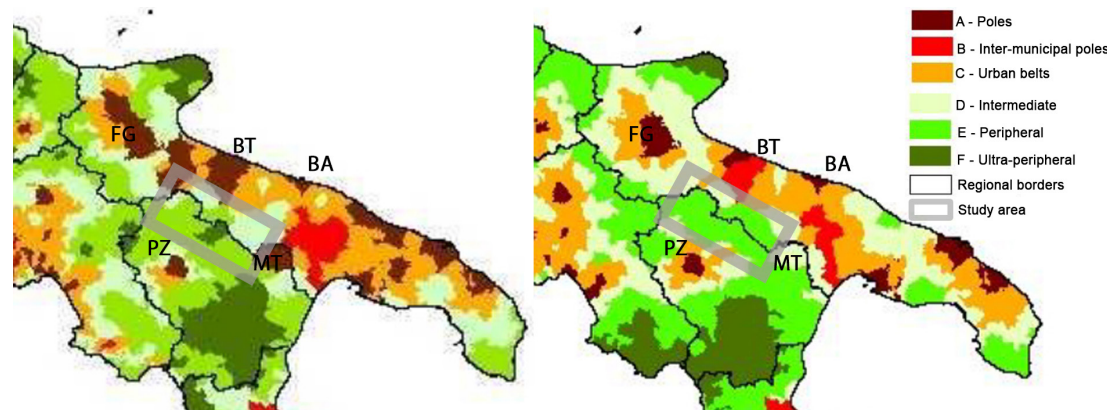 FG
BT
BA
PZ
MT
FG
BT
BA
PZ
MT
A - Poles
B - Inter-municipal poles
C - Urban belts
D - Intermediate
E - Peripheral
F - Ultra-peripheral
Regional borders
Study area